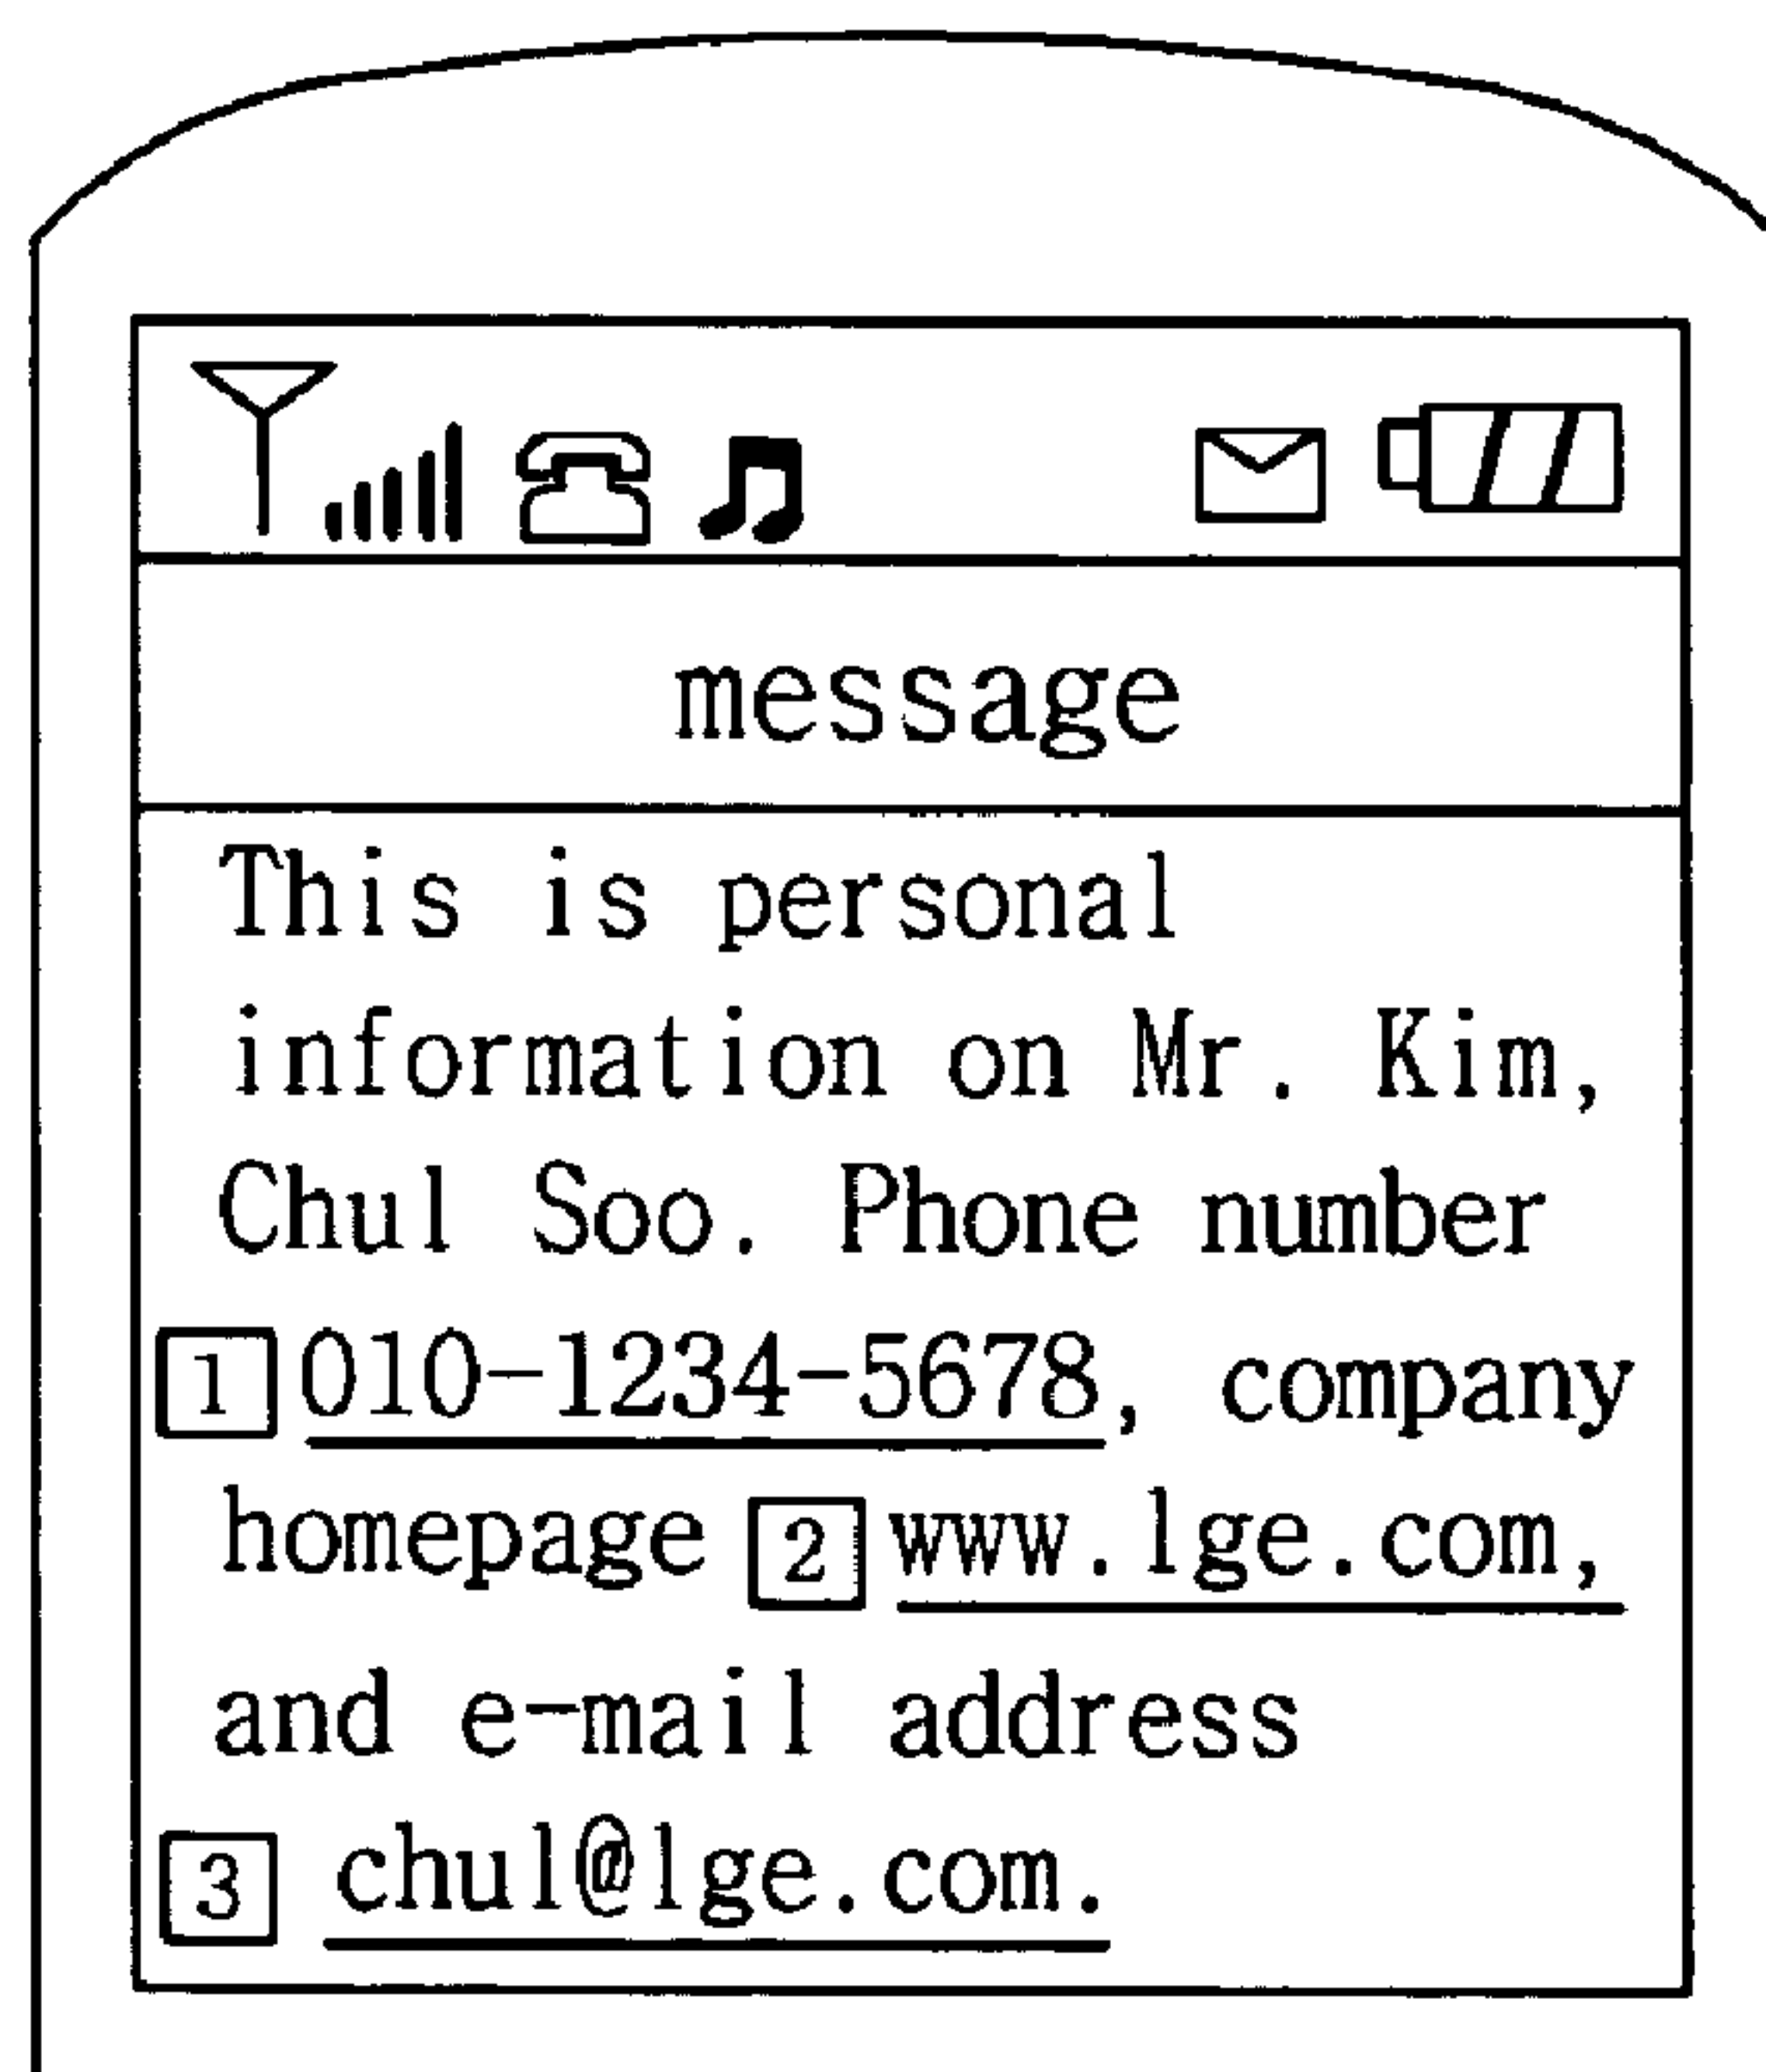 message
This is personal
information on Mr. Kim,
Chul Soo. Phone number
1 010-1234-5678, company
homepage 2 www.lge.com,
and e-mail address
3 chul@lge.com.